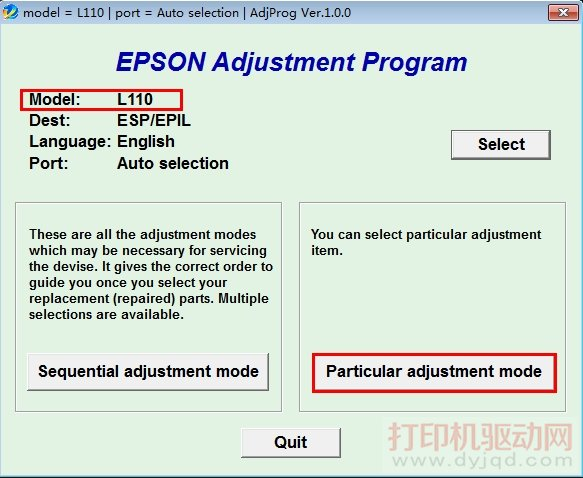 model = L110 | port = Auto selection | AdjProg Ver.1.0.0
EPSON Adjustment Program
Model: L110
Dest: ESP/EPIL
Language: English
Port: Auto selection
Select
These are all the adjustment modes
which may be necessary for servicing
the devise. It gives the correct order to
guide you once you select your
replacement (repaired) parts. Multiple
selections are available.
Sequential adjustment mode
You can select particular adjustment
item.
Particular adjustment mode
Quit
打印机驱动网
www.dyjqd.com